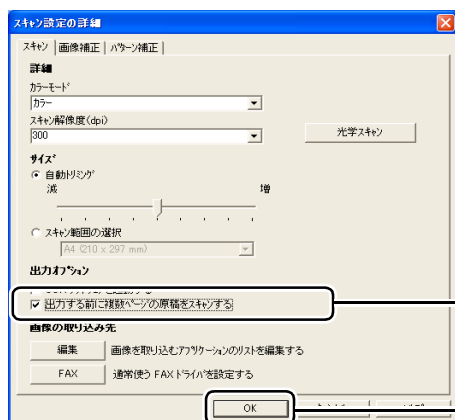 スキャン設定の詳細
スキャン 画像補正 パターン補正
詳細
カラーモード
カラー
スキャン解像度(dpi)
300
光学スキャン
サイズ
自動トリミング
減 増
スキャン範囲の選択
A4 (210 x 297 mm)
出力オプション
出力する前に複数ページの原稿をスキャンする
画像の取り込み先
編集 画像を取り込むアプリケーションのリストを編集する
FAX 通常使う FAX ドライバを設定する
OK